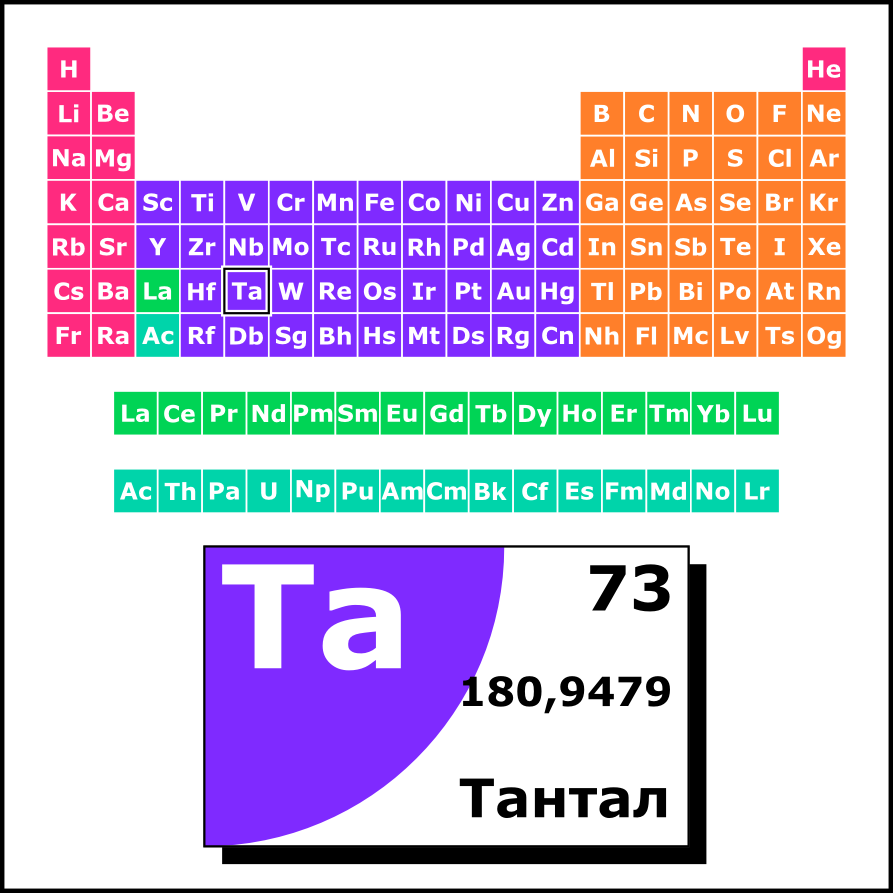 H He
Li Be B C N O F Ne
Na Mg Al Si P S Cl Ar
K Ca Sc Ti V Cr Mn Fe Co Ni Cu Zn Ga Ge As Se Br Kr
Rb Sr Y Zr Nb Mo Tc Ru Rh Pd Ag Cd In Sn Sb Te I Xe
Cs Ba La Hf Ta W Re Os Ir Pt Au Hg Tl Pb Bi Po At Rn
Fr Ra Ac Rf Db Sg Bh Hs Mt Ds Rg Cn Nh Fl Mc Lv Ts Og
La Ce Pr Nd Pm Sm Eu Gd Tb Dy Ho Er Tm Yb Lu
Ac Th Pa U Np Pu Am Cm Bk Cf Es Fm Md No Lr
Ta 73
180,9479
Тантал